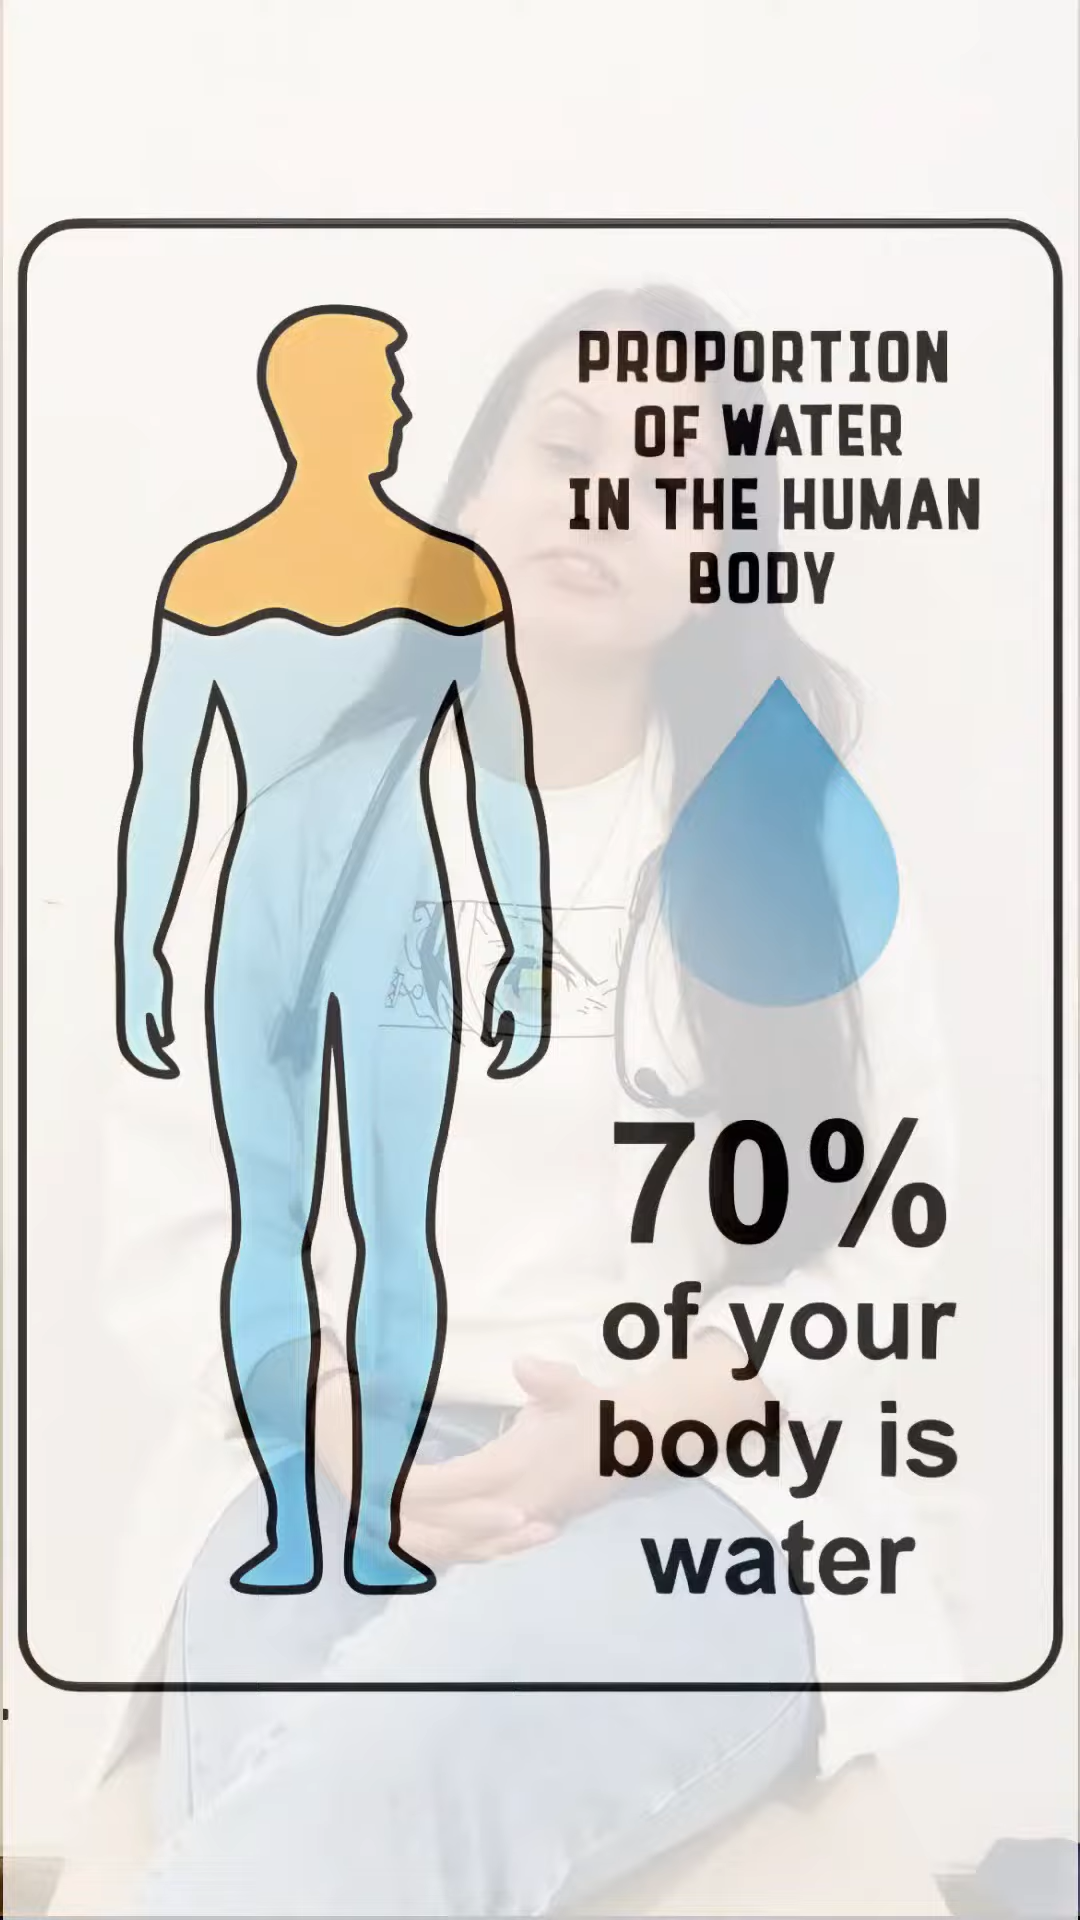 PROPORTION
OF WATER
IN THE HUMAN
BODY
70%
of your
body is
water